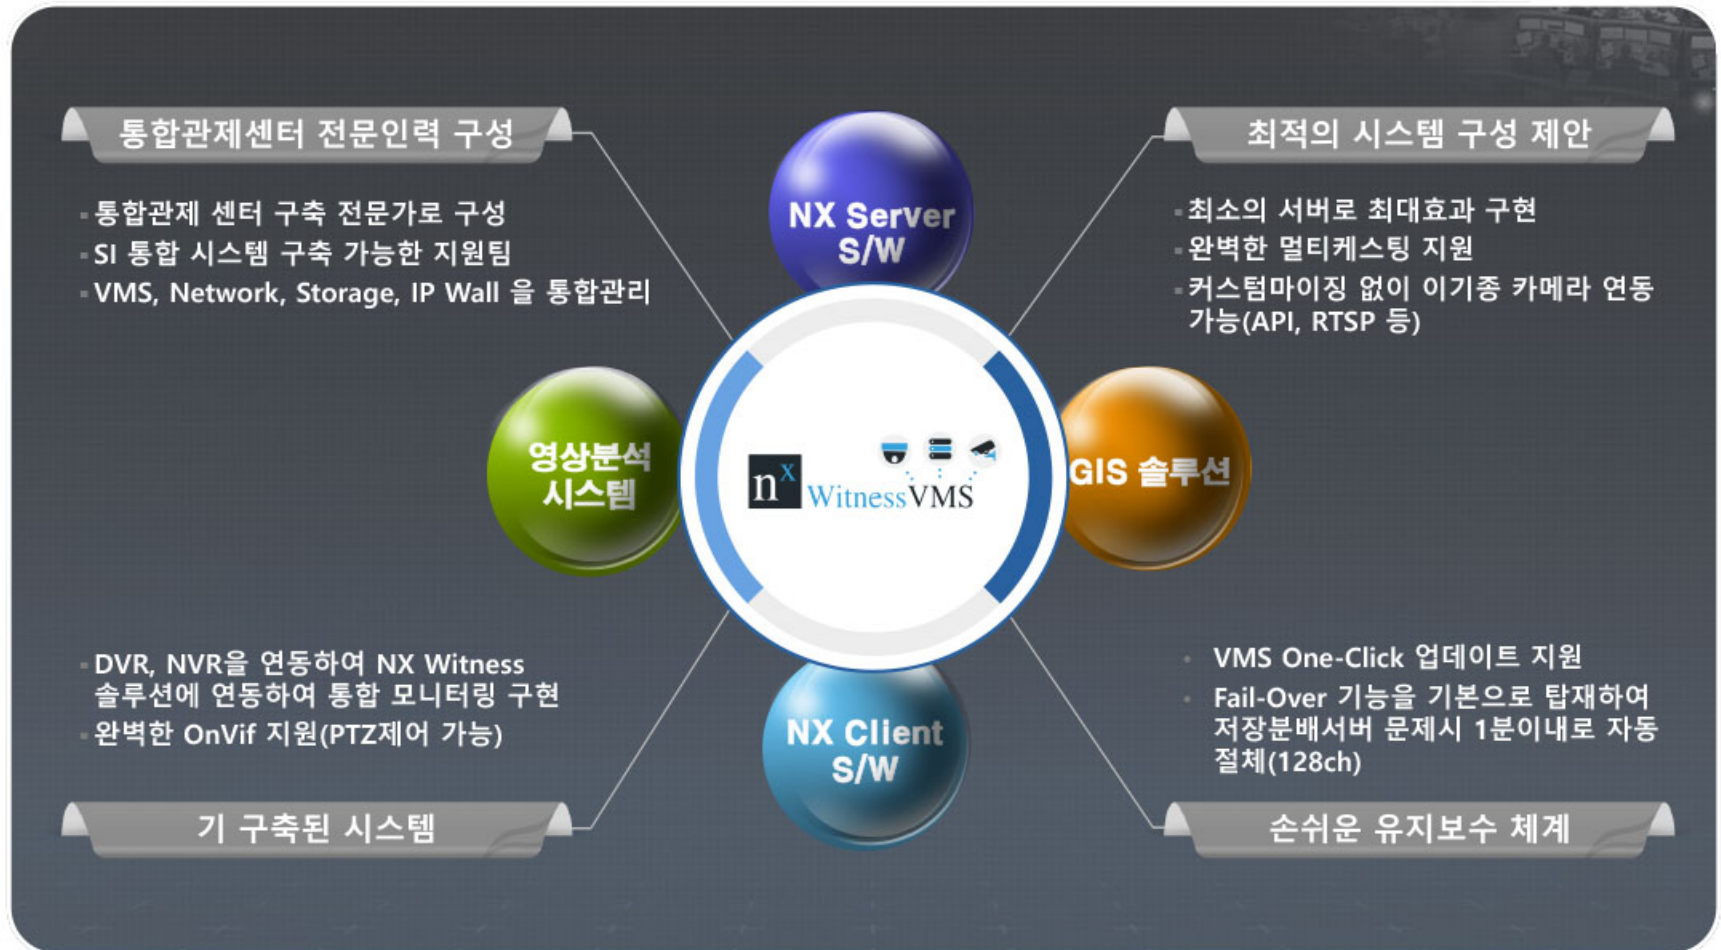 통합관제센터 전문인력 구성
통합관제 센터 구축 전문가로 구성
SI 통합 시스템 구축 가능한 지원팀
VMS, Network, Storage, IP Wall 을 통합관리
최적의 시스템 구성 제안
최소의 서버로 최대효과 구현
완벽한 멀티케스팅 지원
커스텀마이징 없이 이기종 카메라 연동
가능(API, RTSP 등)
NX Server
S/W
영상분석
시스템
nx WitnessVMS
GIS 솔루션
NX Client
S/W
DVR, NVR을 연동하여 NX Witness
솔루션에 연동하여 통합 모니터링 구현
완벽한 OnVif 지원(PTZ제어 가능)
기 구축된 시스템
VMS One-Click 업데이트 지원
Fail-Over 기능을 기본으로 탑재하여
저장분배서버 문제시 1분이내로 자동
절체(128ch)
손쉬운 유지보수 체계